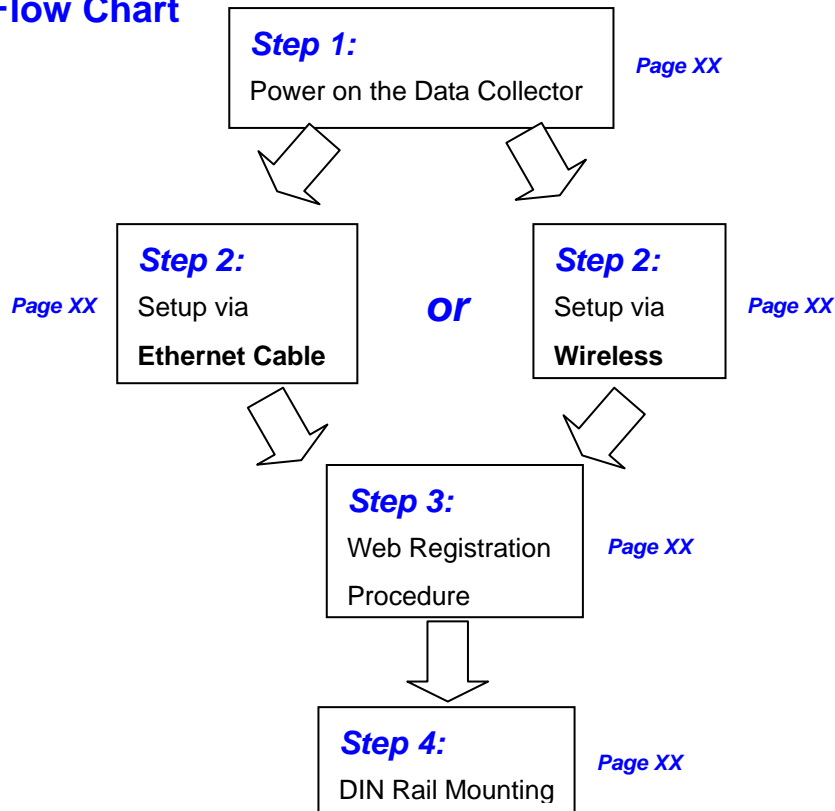 Flow Chart
Step 1:
Power on the Data Collector
Page XX
Step 2:
Setup via
Ethernet Cable
Page XX
or
Step 2:
Setup via
Wireless
Page XX
Step 3:
Web Registration
Procedure
Page XX
Step 4:
DIN Rail Mounting
Page XX